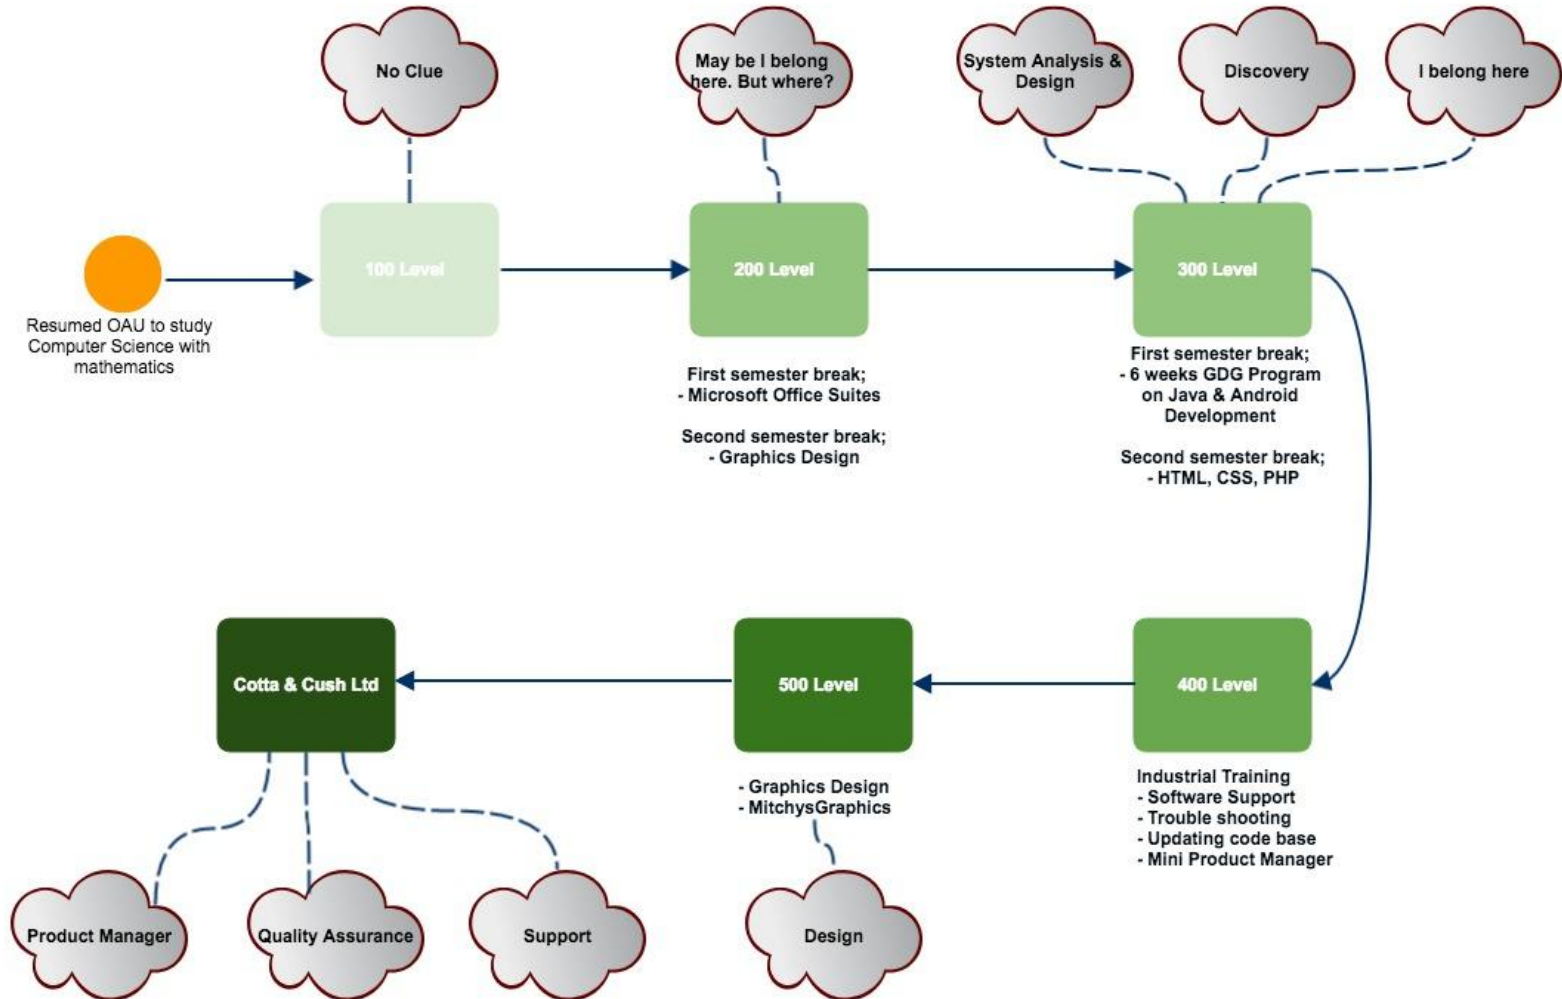 No Clue
May be I belong
here. But where?
System Analysis &
Design
Discovery
I belong here
100 Level
200 Level
300 Level
Resumed OAU to study
Computer Science with
mathematics
First semester break;
- Microsoft Office Suites
Second semester break;
- Graphics Design
First semester break;
- 6 weeks GDG Program
on Java & Android
Development
Second semester break;
- HTML, CSS, PHP
Cotta & Cush Ltd
500 Level
400 Level
- Graphics Design
- MitchysGraphics
Industrial Training
- Software Support
- Trouble shooting
- Updating code base
- Mini Product Manager
Product Manager
Quality Assurance
Support
Design